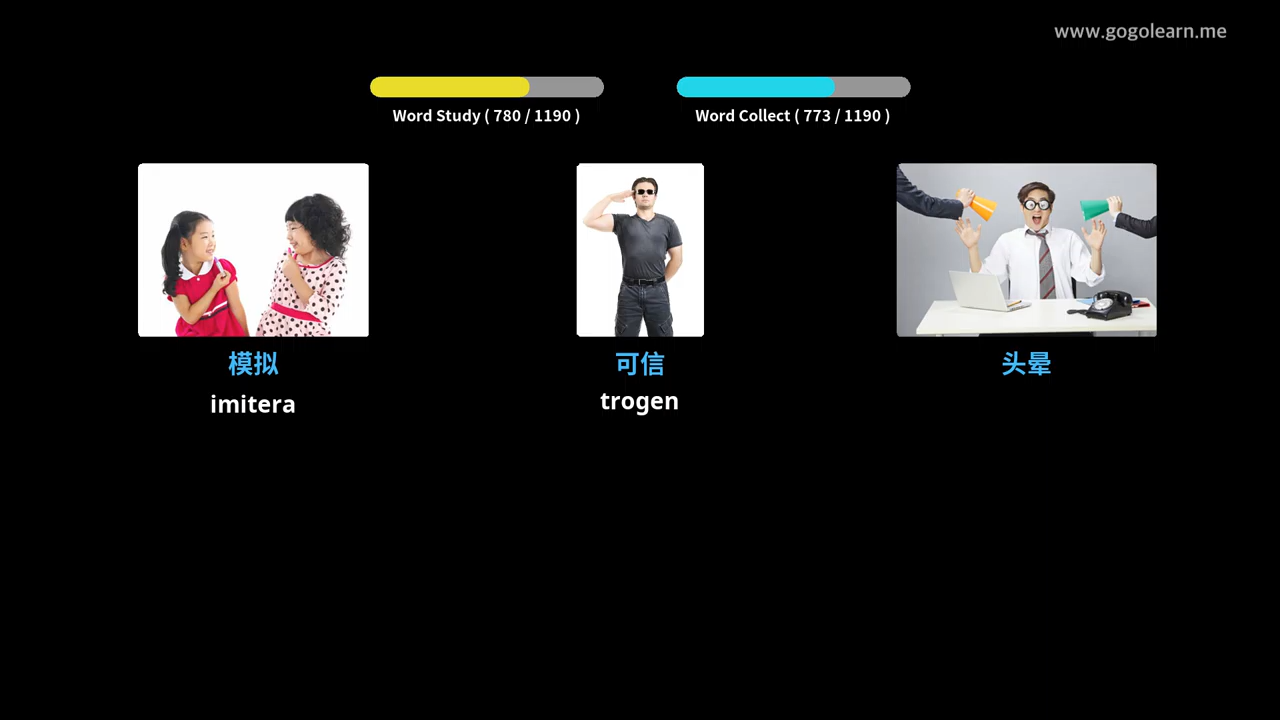 www.gogolearn.me
Word Study ( 780 / 1190 )
Word Collect ( 773 / 1190 )
模拟
可信
头晕
imitera
trogen